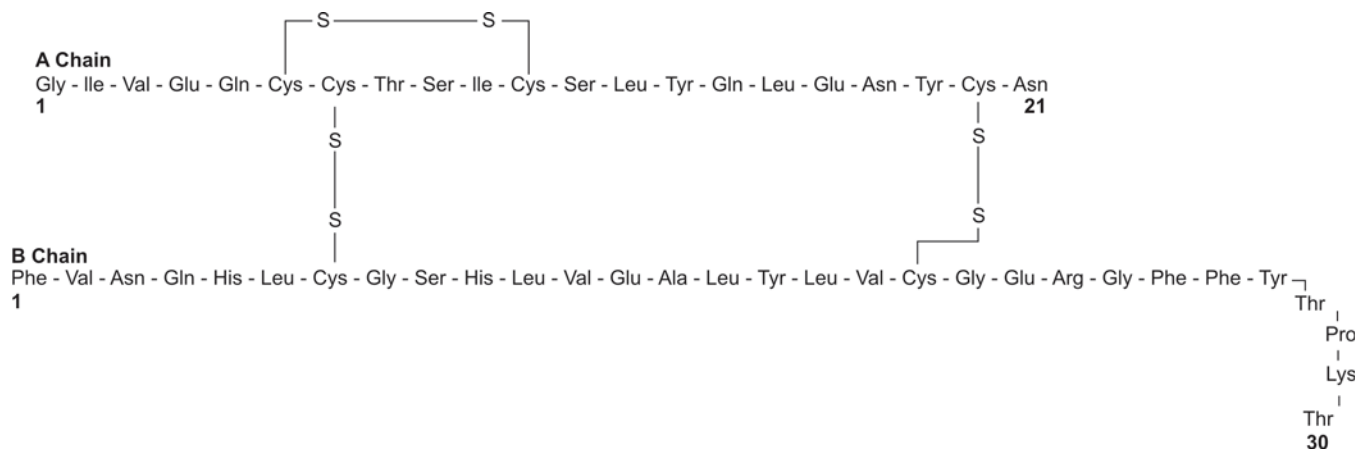 S S
A Chain
Gly - Ile - Val - Glu - Gln - Cys - Cys - Thr - Ser - Ile - Cys - Ser - Leu - Tyr - Gln - Leu - Glu - Asn - Tyr - Cys - Asn
1 21
S S
S S
B Chain
Phe - Val - Asn - Gln - His - Leu - Cys - Gly - Ser - His - Leu - Val - Glu - Ala - Leu - Tyr - Leu - Val - Cys - Gly - Glu - Arg - Gly - Phe - Phe - Tyr
1
Thr
Pro
Lys
Thr
30